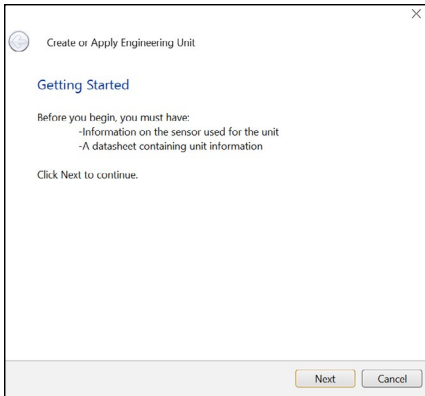 Create or Apply Engineering Unit
Getting Started
Before you begin, you must have:
-Information on the sensor used for the unit
-A datasheet containing unit information
Click Next to continue.
Next Cancel